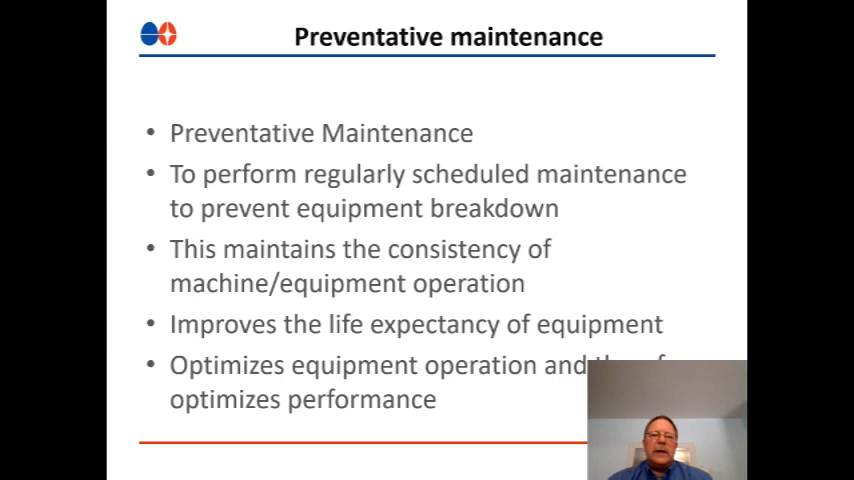 Preventative maintenance
• Preventative Maintenance
• To perform regularly scheduled maintenance
to prevent equipment breakdown
• This maintains the consistency of
machine/equipment operation
• Improves the life expectancy of equipment
• Optimizes equipment operation and
optimizes performance